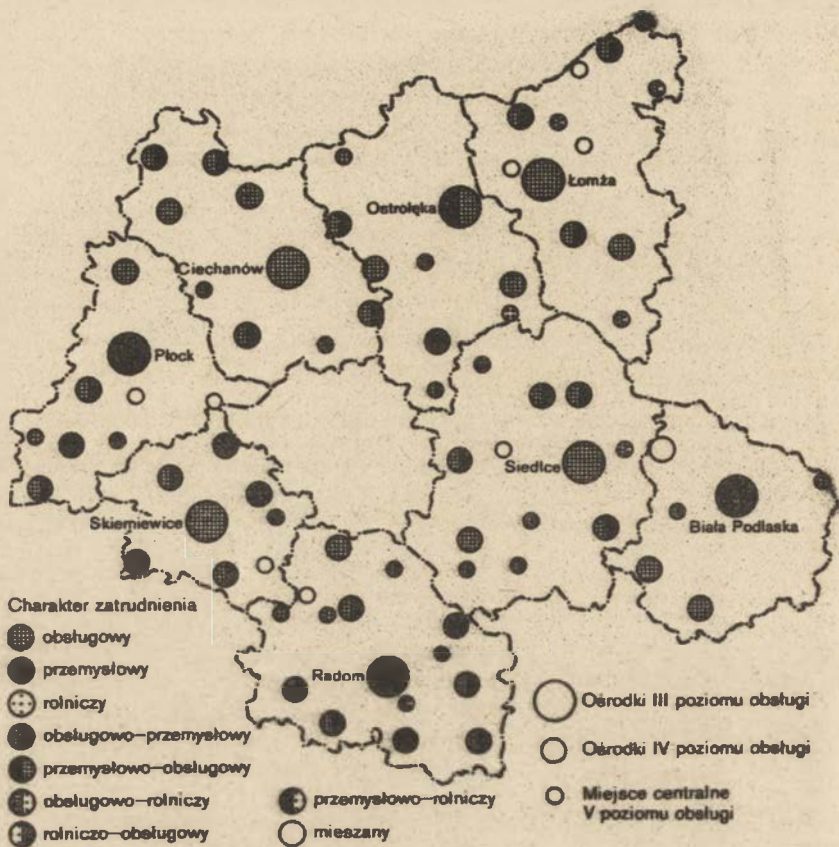 Łomża
Ostrołęka
Ciechanów
Płock
Siedlce
Skierniewice
Biała Podlaska
Radom
Charakter zatrudnienia
obsługowy
przemysłowy
rolniczy
obsługowo-przemysłowy
przemysłowo-obsługowy
obsługowo-rolniczy
rolniczo-obsługowy
przemysłowo-rolniczy
mieszany
Ośrodki III poziomu obsługi
Ośrodki IV poziomu obsługi
Miejsce centralne
V poziomu obsługi